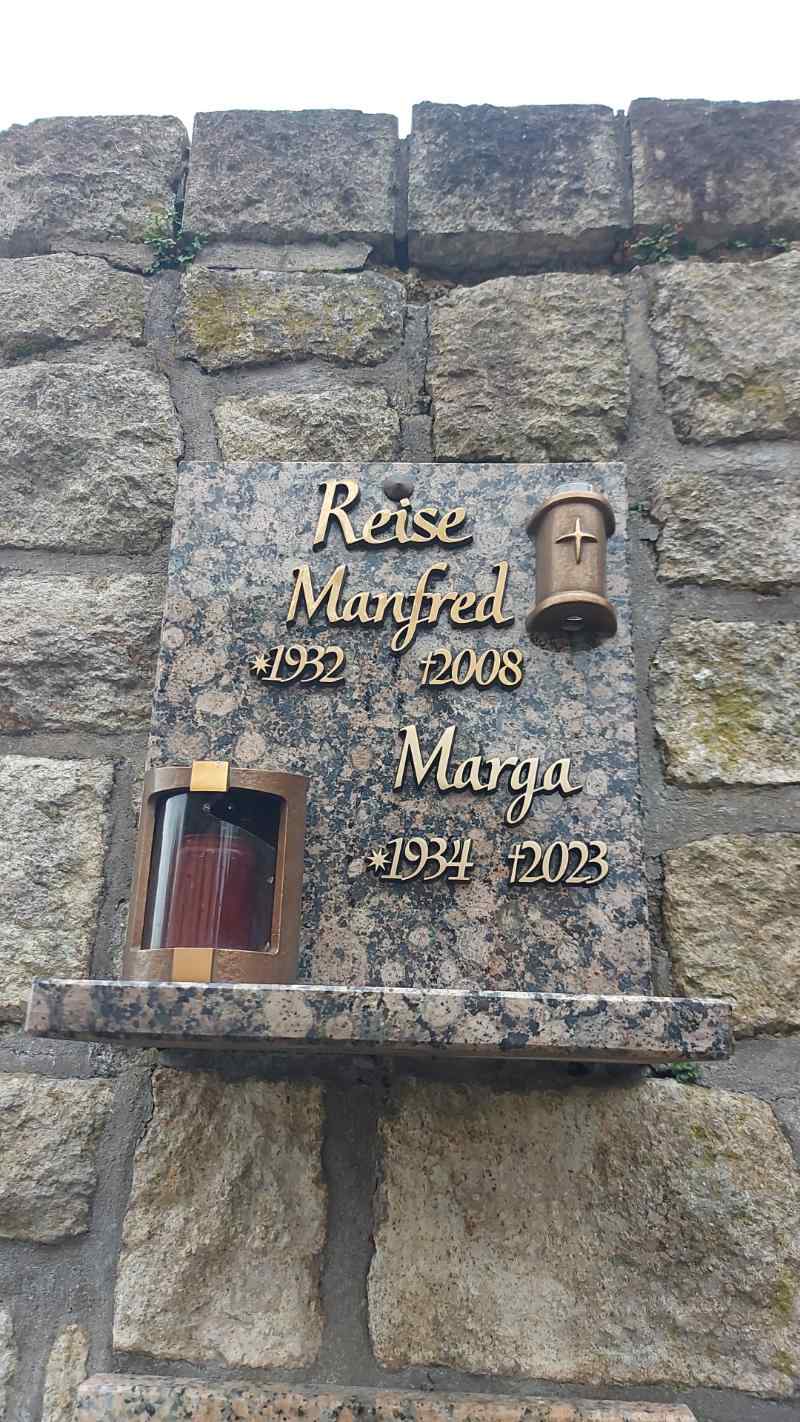 Reise
Manfred
*1932 †2008
Marga
*1934 †2023